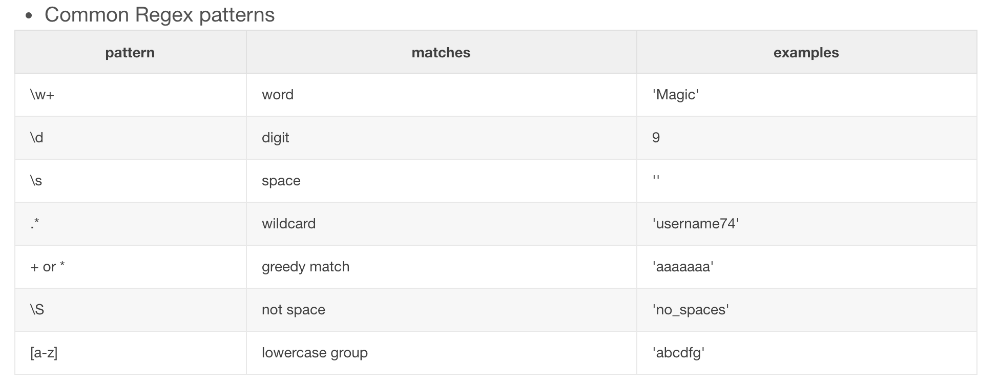 • Common Regex patterns
pattern matches examples
\w+ word 'Magic'
\d digit 9
\s space ''
.* wildcard 'username74'
+ or * greedy match 'aaaaaaa'
\S not space 'no_spaces'
[a-z] lowercase group 'abcdfg'